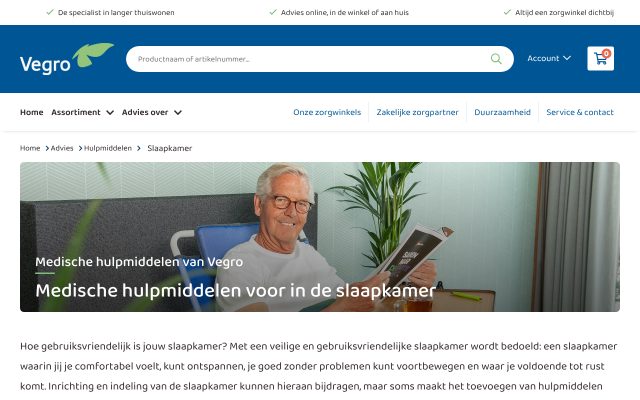 De specialist in langer thuiswonen
Advies online, in de winkel of aan huis
Altijd een zorgwinkel dichtbij
Vegro
Productnaam of artikelnummer...
Account
0
Home Assortiment Advies over
Onze zorgwinkels Zakelijke zorgpartner Duurzaamheid Service & contact
Home Advies Hulpmiddelen Slaapkamer
Medische hulpmiddelen van Vegro
Medische hulpmiddelen voor in de slaapkamer
Hoe gebruiksvriendelijk is jouw slaapkamer? Met een veilige en gebruiksvriendelijke slaapkamer wordt bedoeld: een slaapkamer
waarin jij je comfortabel voelt, kunt ontspannen, je goed zonder problemen kunt voortbewegen en waar je voldoende tot rust
komt. Inrichting en indeling van de slaapkamer kunnen hieraan bijdragen, maar soms maakt het toevoegen van hulpmiddelen